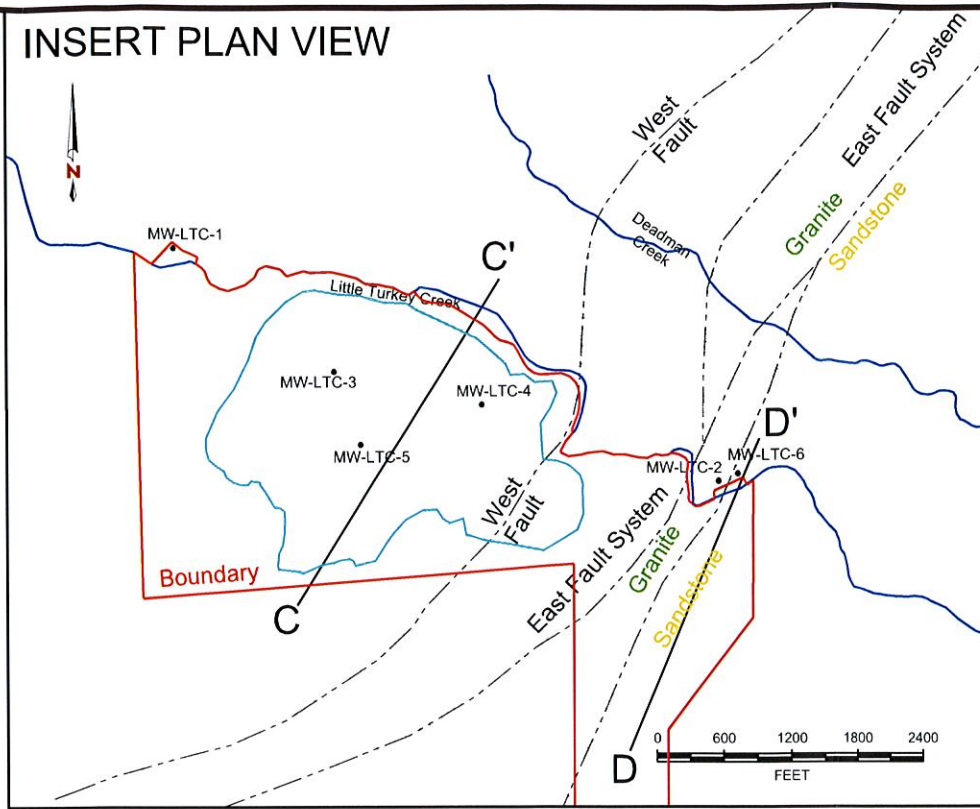 INSERT PLAN VIEW
N
West
Fault
East Fault System
Granite
Sandstone
Deadman
Creek
MW-LTC-1
C'
Little Turkey Creek
MW-LTC-3
MW-LTC-4
MW-LTC-5
D'
MW-LTC-2
MW-LTC-6
West
Fault
East Fault System
Granite
Sandstone
Boundary
C
D
0 600 1200 1800 2400
FEET